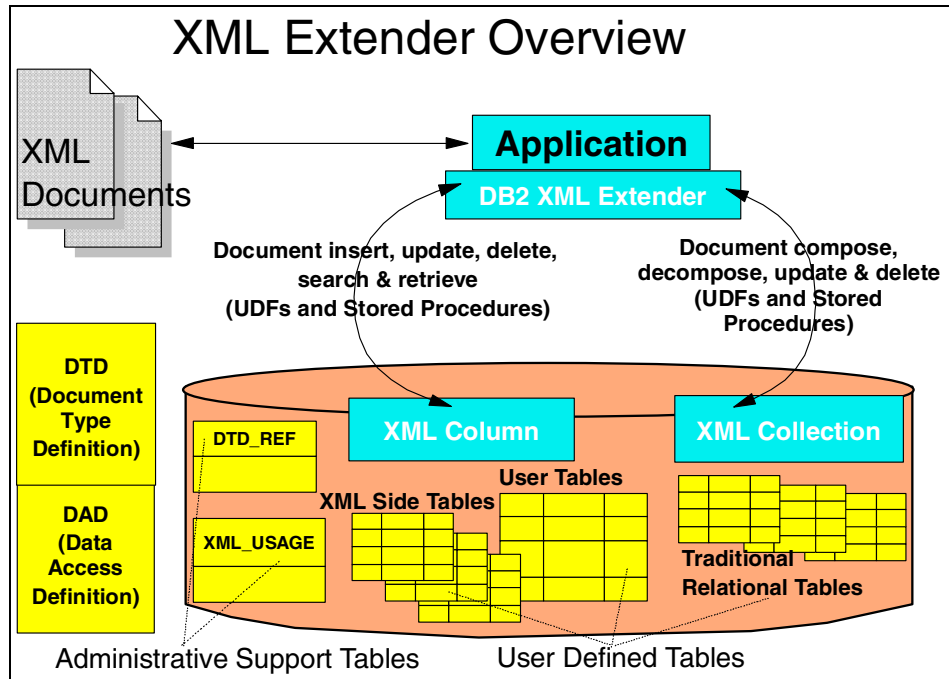 XML Extender Overview
XML
Documents
Application
DB2 XML Extender
Document insert, update, delete,
search & retrieve
(UDFs and Stored Procedures)
Document compose,
decompose, update & delete
(UDFs and Stored
Procedures)
DTD
(Document
Type
Definition)
DAD
(Data
Access
Definition)
DTD_REF
XML_USAGE
XML Column
XML Collection
XML Side Tables
User Tables
Traditional
Relational Tables
Administrative Support Tables
User Defined Tables